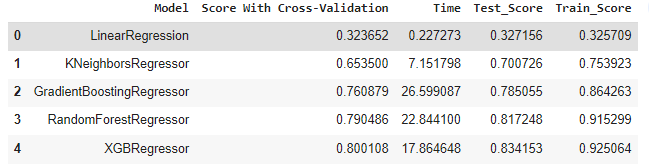 Model Score With Cross-Validation Time Test_Score Train_Score
0 LinearRegression 0.323652 0.227273 0.327156 0.325709
1 KNeighborsRegressor 0.653500 7.151798 0.700726 0.753923
2 GradientBoostingRegressor 0.760879 26.599087 0.785055 0.864263
3 RandomForestRegressor 0.790486 22.844100 0.817248 0.915299
4 XGBRegressor 0.800108 17.864648 0.834153 0.925064